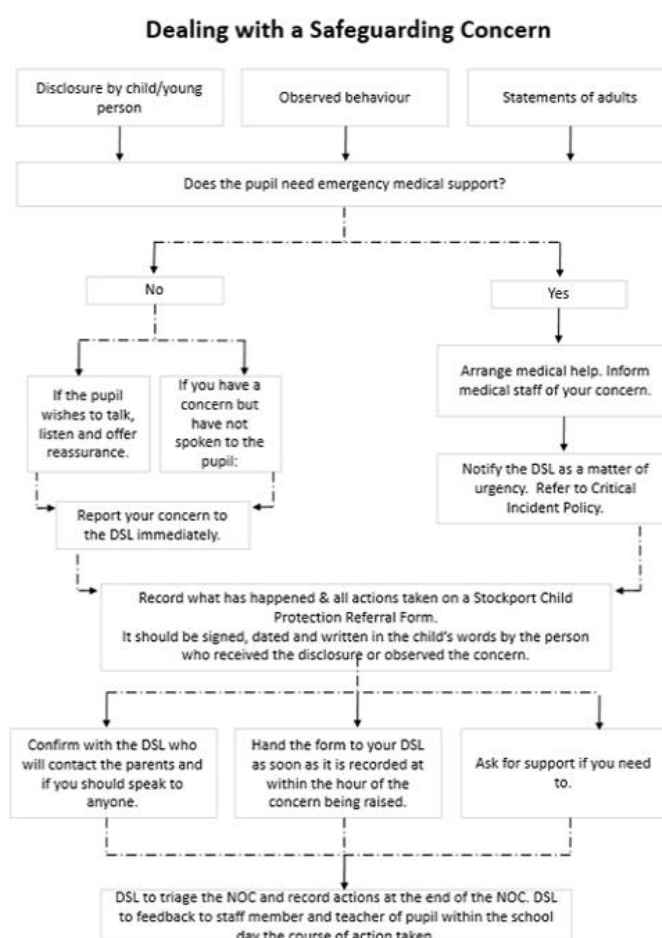 Dealing with a Safeguarding Concern
Disclosure by child/young
person
Observed behaviour
Statements of adults
Does the pupil need emergency medical support?
No
Yes
If the pupil
wishes to talk,
listen and offer
reassurance.
If you have a
concern but
have not
spoken to the
pupil:
Arrange medical help. Inform
medical staff of your concern.
Notify the DSL as a matter of
urgency. Refer to Critical
Incident Policy.
Report your concern to
the DSL immediately.
Record what has happened & all actions taken on a Stockport Child
Protection Referral Form.
It should be signed, dated and written in the child's words by the person
who received the disclosure or observed the concern.
Confirm with the DSL who
will contact the parents and
if you should speak to
anyone.
Hand the form to your DSL
as soon as it is recorded at
within the hour of the
concern being raised.
Ask for support if you need
to.
DSL to triage the NOC and record actions at the end of the NOC. DSL
to feedback to staff member and teacher of pupil within the school
day the course of action taken